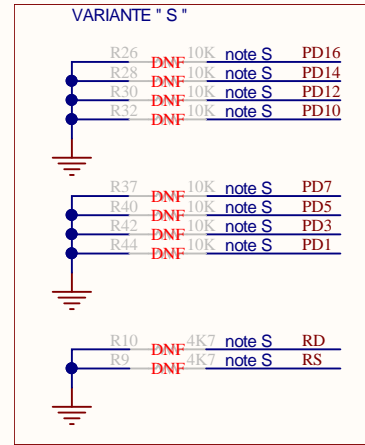 VARIANTE " S "
R26 DNF 10K note S PD16
R28 DNF 10K note S PD14
R30 DNF 10K note S PD12
R32 DNF 10K note S PD10
R37 DNF 10K note S PD7
R40 DNF 10K note S PD5
R42 DNF 10K note S PD3
R44 DNF 10K note S PD1
R10 DNF 4K7 note S RD
R9 DNF 4K7 note S RS